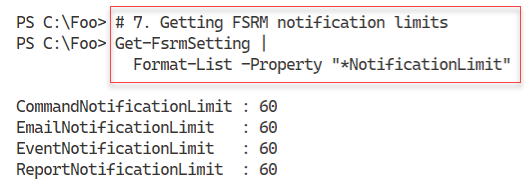 PS C:\Foo> # 7. Getting FSRM notification limits
PS C:\Foo> Get-FsrmSetting |
Format-List -Property "*NotificationLimit"
CommandNotificationLimit : 60
EmailNotificationLimit : 60
EventNotificationLimit : 60
ReportNotificationLimit : 60